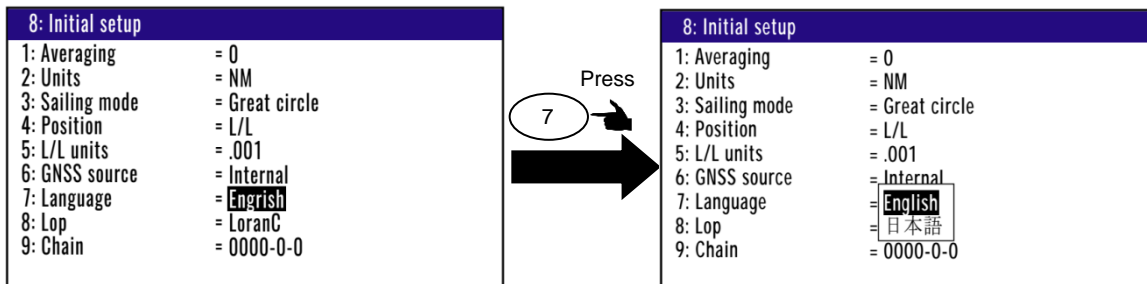 8: Initial setup
1: Averaging = 0
2: Units = NM
3: Sailing mode = Great circle
4: Position = L/L
5: L/L units = .001
6: GNSS source = Internal
7: Language = Engrish
8: Lop = LoranC
9: Chain = 0000-0-0
Press
7
8: Initial setup
1: Averaging = 0
2: Units = NM
3: Sailing mode = Great circle
4: Position = L/L
5: L/L units = .001
6: GNSS source = Internal
7: Language = English
8: Lop = 日本語
9: Chain = 0000-0-0